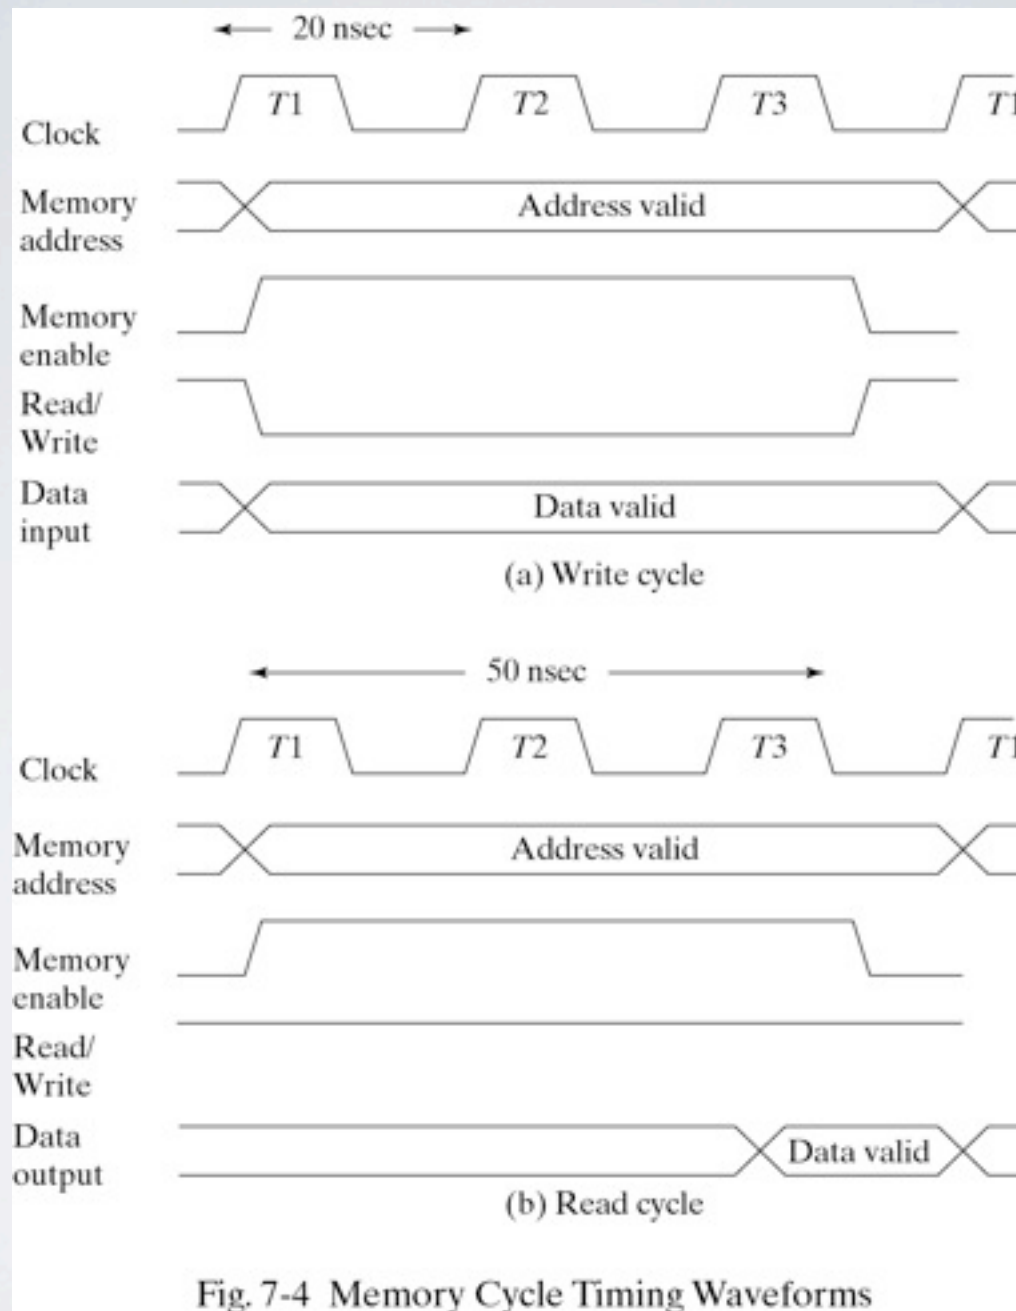 20 nsec
Clock T1 T2 T3 T1
Memory
address
Address valid
Memory
enable
Read/
Write
Data
input
Data valid
(a) Write cycle
50 nsec
Clock T1 T2 T3 T1
Memory
address
Address valid
Memory
enable
Read/
Write
Data
output
Data valid
(b) Read cycle
Fig. 7-4 Memory Cycle Timing Waveforms